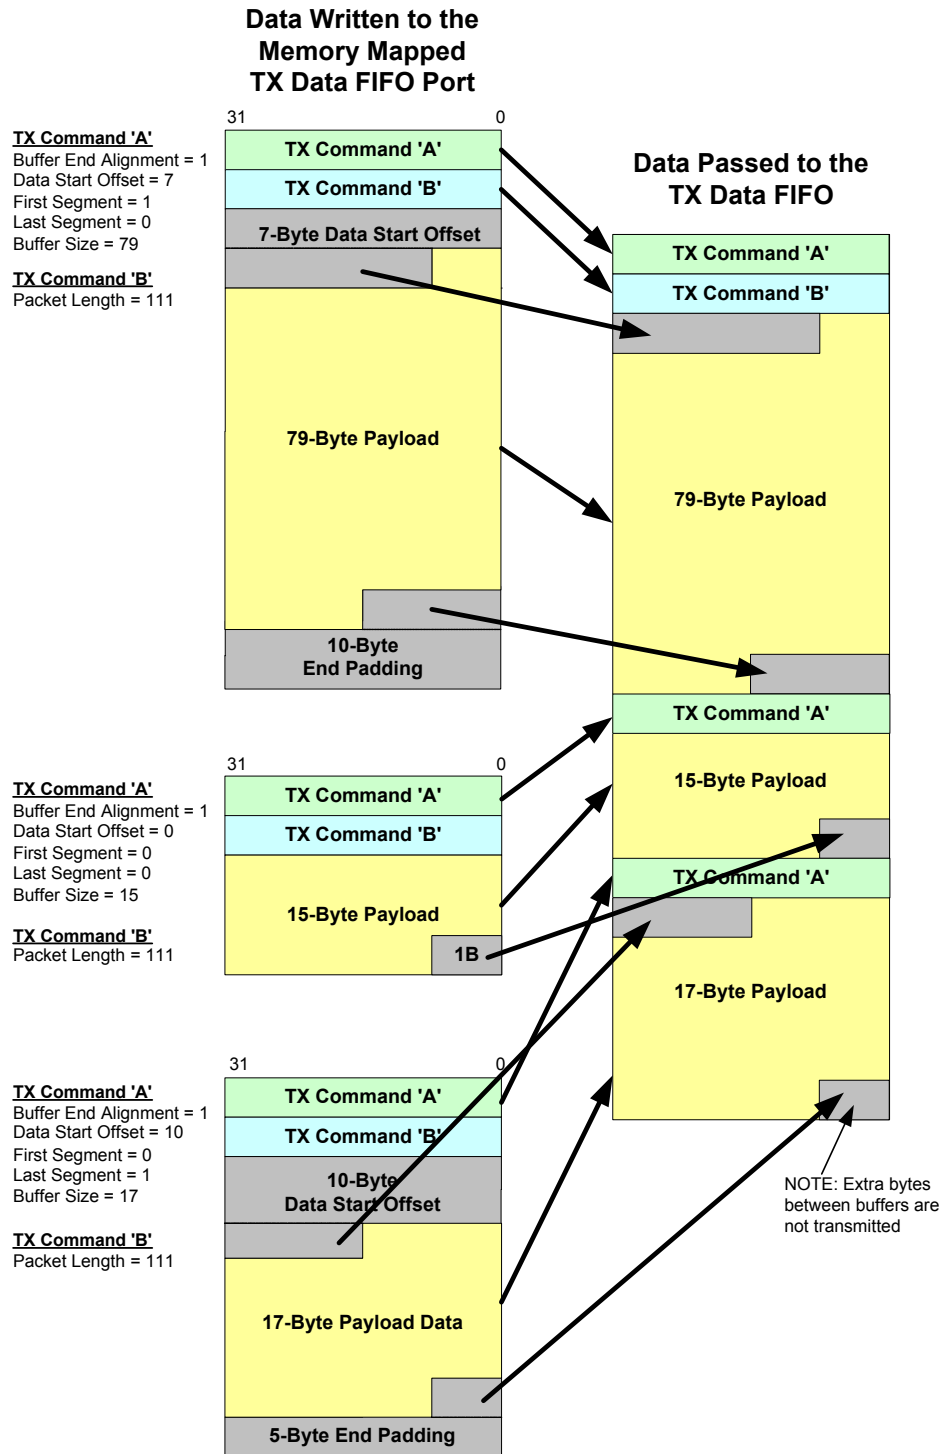 Data Written to the
Memory Mapped
TX Data FIFO Port
31 0
TX Command 'A'
Buffer End Alignment = 1
Data Start Offset = 7
First Segment = 1
Last Segment = 0
Buffer Size = 79
TX Command 'B'
Packet Length = 111
TX Command 'A'
TX Command 'B'
7-Byte Data Start Offset
79-Byte Payload
10-Byte
End Padding
Data Passed to the
TX Data FIFO
TX Command 'A'
TX Command 'B'
79-Byte Payload
TX Command 'A'
15-Byte Payload
TX Command 'A'
17-Byte Payload
NOTE: Extra bytes
between buffers are
not transmitted
31 0
TX Command 'A'
Buffer End Alignment = 1
Data Start Offset = 0
First Segment = 0
Last Segment = 0
Buffer Size = 15
TX Command 'B'
Packet Length = 111
TX Command 'A'
TX Command 'B'
15-Byte Payload
1B
31 0
TX Command 'A'
Buffer End Alignment = 1
Data Start Offset = 10
First Segment = 0
Last Segment = 1
Buffer Size = 17
TX Command 'B'
Packet Length = 111
TX Command 'A'
TX Command 'B'
10-Byte
Data Start Offset
17-Byte Payload Data
5-Byte End Padding